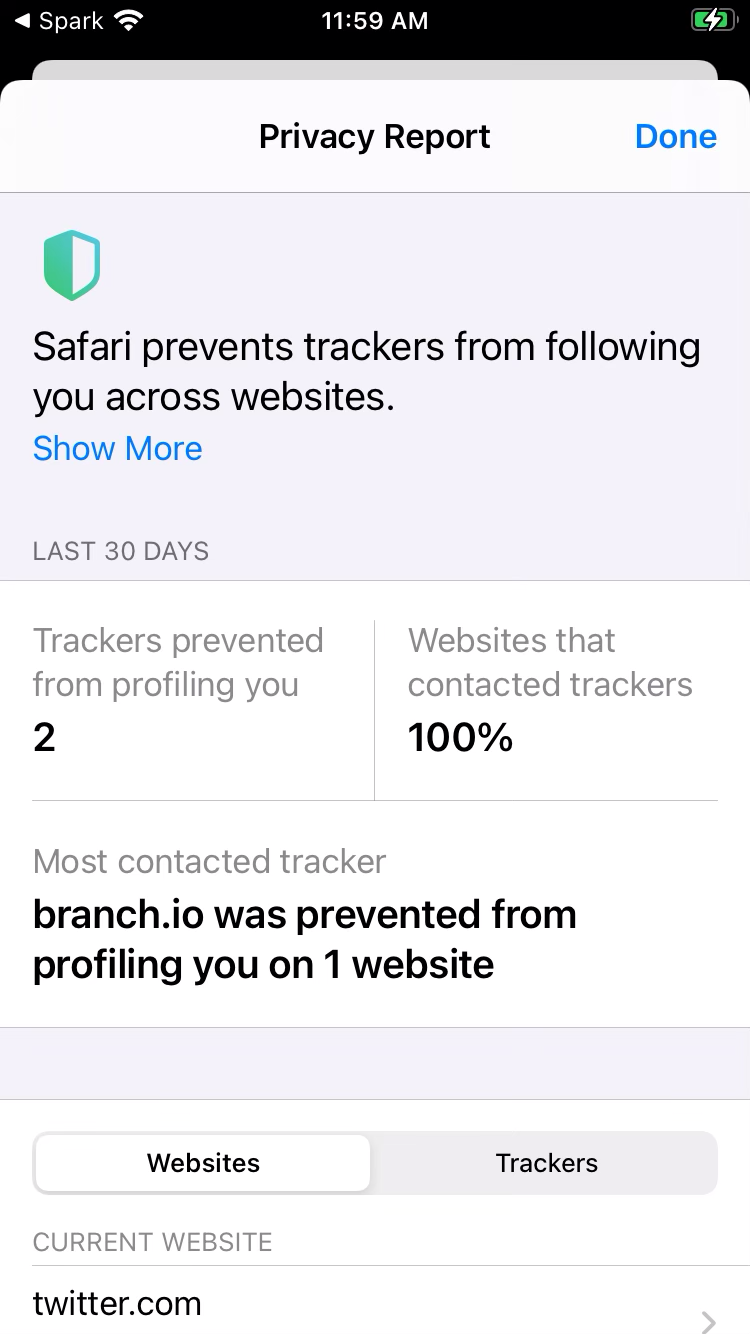 Spark
11:59 AM
Privacy Report
Done
Safari prevents trackers from following
you across websites.
Show More
LAST 30 DAYS
Trackers prevented
from profiling you
2
Websites that
contacted trackers
100%
Most contacted tracker
branch.io was prevented from
profiling you on 1 website
Websites
Trackers
CURRENT WEBSITE
twitter.com